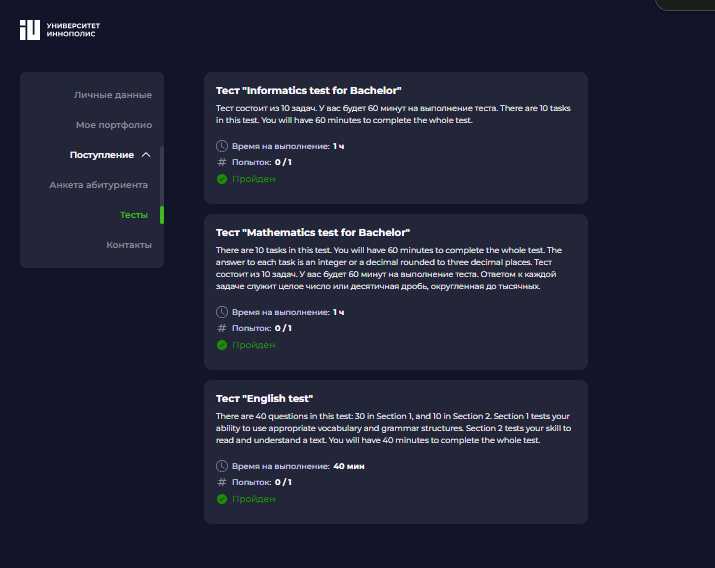 УНИВЕРСИТЕТ
ИННОПОЛИС
Личные данные
Мое портфолио
Поступление
Анкета абитуриента
Тесты
Контакты
Тест "Informatics test for Bachelor"
Тест состоит из 10 задач. У вас будет 60 минут на выполнение теста. There are 10 tasks
in this test. You will have 60 minutes to complete the whole test.
Время на выполнение: 1 ч
# Попыток: 0 / 1
Пройден
Тест "Mathematics test for Bachelor"
There are 10 tasks in this test. You will have 60 minutes to complete the whole test. The
answer to each task is an integer or a decimal rounded to three decimal places. Тест
состоит из 10 задач. У вас будет 60 минут на выполнение теста. Ответом к каждой
задаче служит целое число или десятичная дробь, округленная до тысячных.
Время на выполнение: 1 ч
# Попыток: 0 / 1
Пройден
Тест "English test"
There are 40 questions in this test: 30 in Section 1, and 10 in Section 2. Section 1 tests your
ability to use appropriate vocabulary and grammar structures. Section 2 tests your skill to
read and understand a text. You will have 40 minutes to complete the whole test.
Время на выполнение: 40 мин
# Попыток: 0 / 1
Пройден